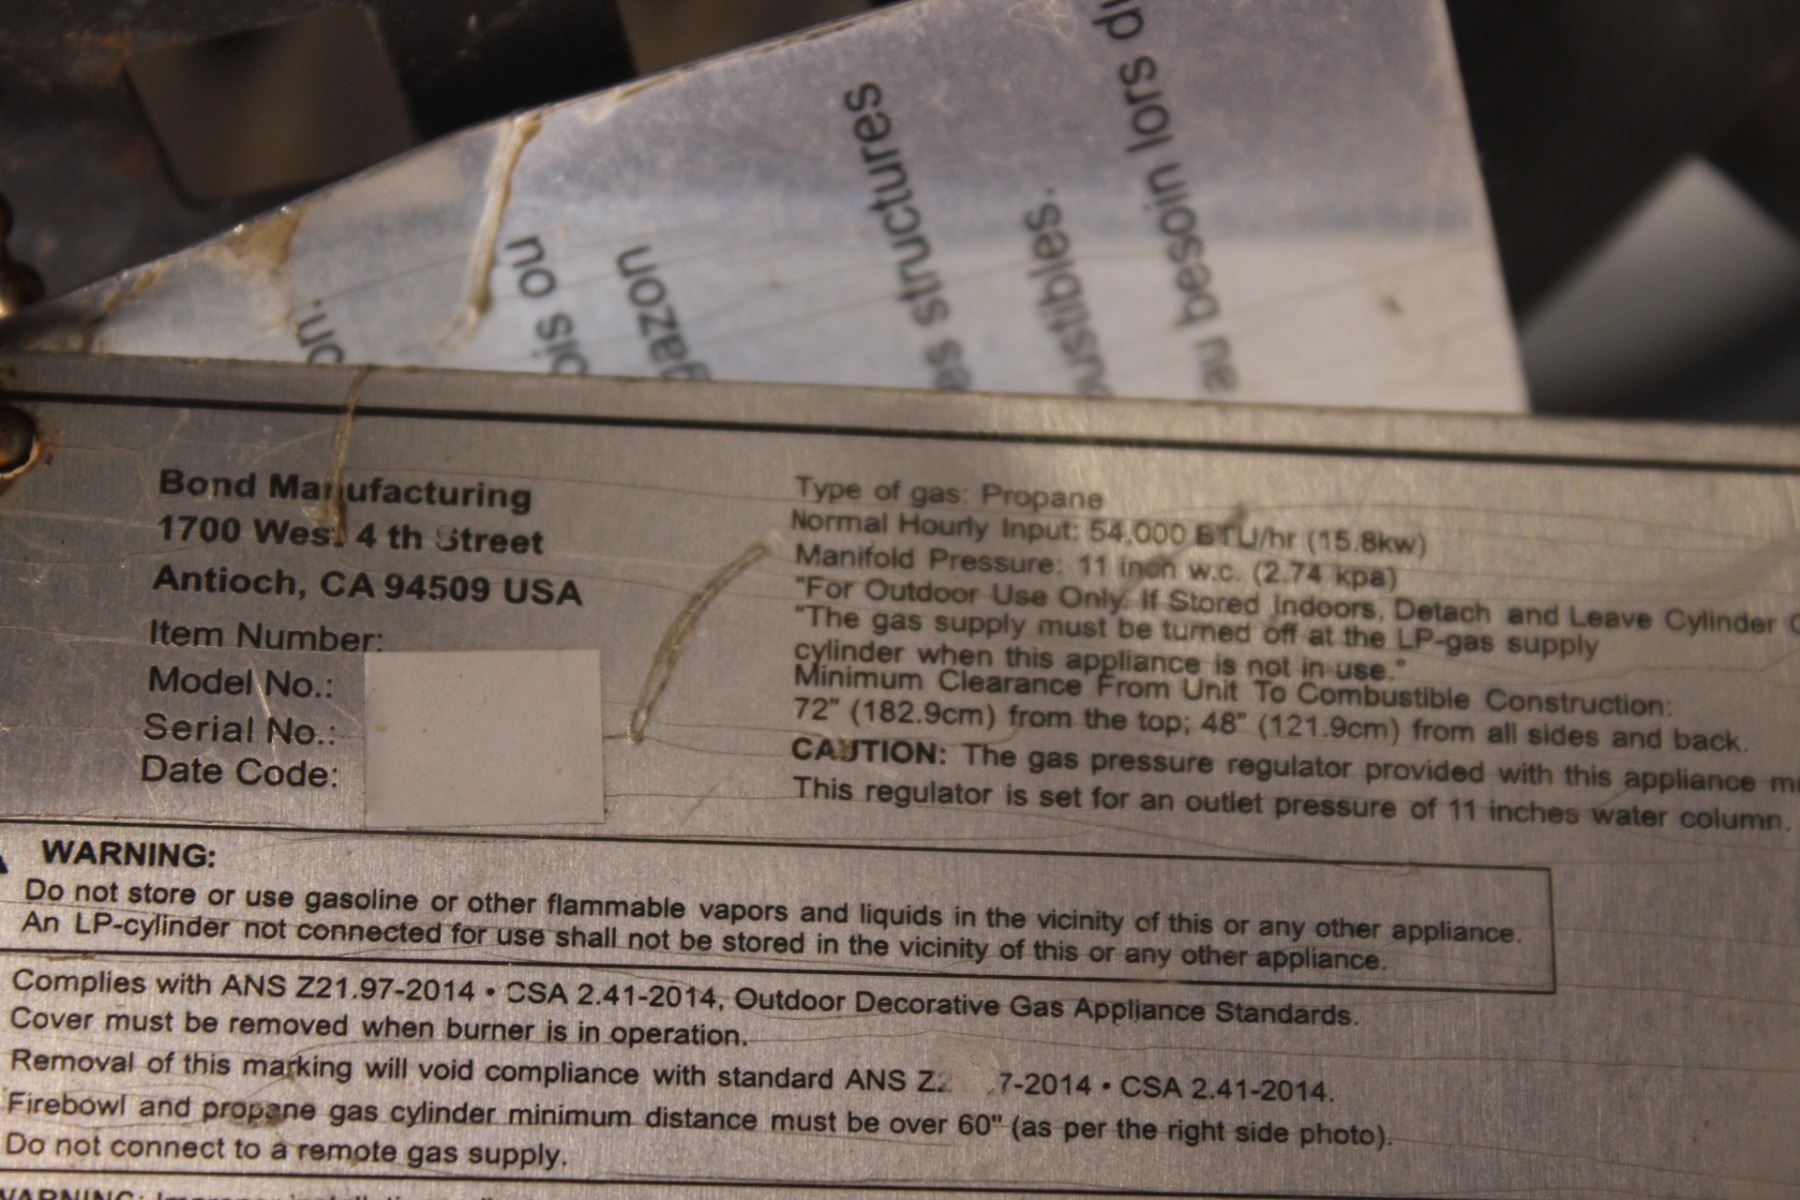 ou
gazon
structures
au besoin lors
Bond Manufacturing
1700 West 4 th Street
Antioch, CA 94509 USA
Item Number:
Model No.:
Serial No.:
Date Code:
Type of gas: Propane
Normal Hourly Input: 54,000 BTU/hr (15.8kw)
Manifold Pressure: 11 inch w.c. (2.74 kpa)
"For Outdoor Use Only. If Stored Indoors, Detach and Leave Cylinder
"The gas supply must be turned off at the LP-gas supply
cylinder when this appliance is not in use."
Minimum Clearance From Unit To Combustible Construction:
72" (182.9cm) from the top; 48" (121.9cm) from all sides and back.
CAUTION: The gas pressure regulator provided with this appliance
This regulator is set for an outlet pressure of 11 inches water column.
WARNING:
Do not store or use gasoline or other flammable vapors and liquids in the vicinity of this or any other appliance.
An LP-cylinder not connected for use shall not be stored in the vicinity of this or any other appliance.
Complies with ANS Z21.97-2014 • CSA 2.41-2014, Outdoor Decorative Gas Appliance Standards.
Cover must be removed when burner is in operation.
Removal of this marking will void compliance with standard ANS 7-2014 • CSA 2.41-2014.
Firebowl and propane gas cylinder minimum distance must be over 60" (as per the right side photo).
Do not connect to a remote gas supply.
WARNING: